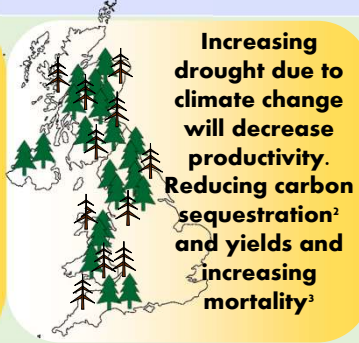 Increasing
drought due to
climate change
will decrease
productivity.
Reducing carbon
sequestration²
and yields and
increasing
mortality³